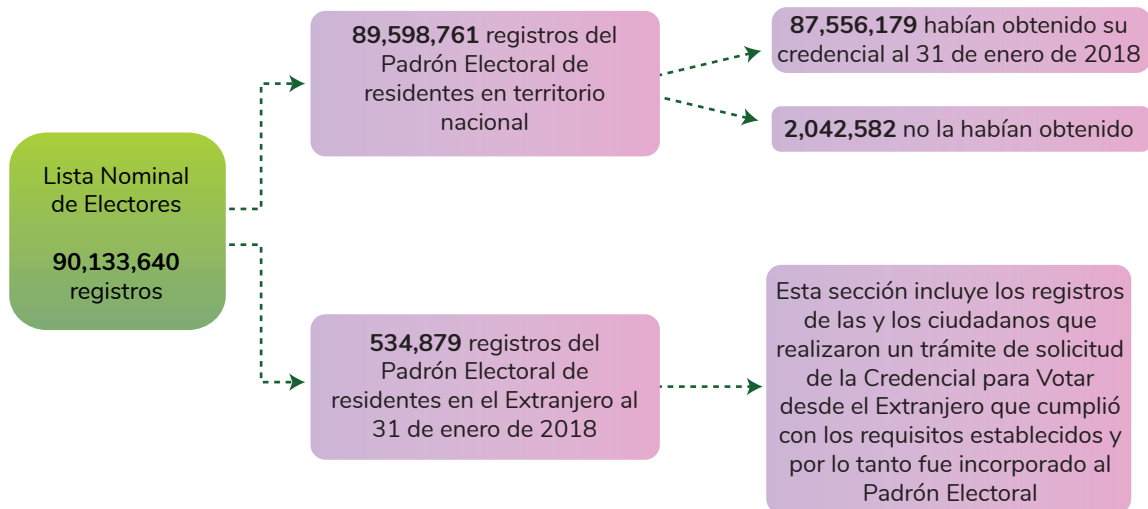 Lista Nominal
de Electores
90,133,640
registros
89,598,761 registros del
Padrón Electoral de
residentes en territorio
nacional
87,556,179 habían obtenido su
credencial al 31 de enero de 2018
2,042,582 no la habían obtenido
534,879 registros del
Padrón Electoral de
residentes en el Extranjero al
31 de enero de 2018
Esta sección incluye los registros
de las y los ciudadanos que
realizaron un trámite de solicitud
de la Credencial para Votar
desde el Extranjero que cumplió
con los requisitos establecidos y
por lo tanto fue incorporado al
Padrón Electoral